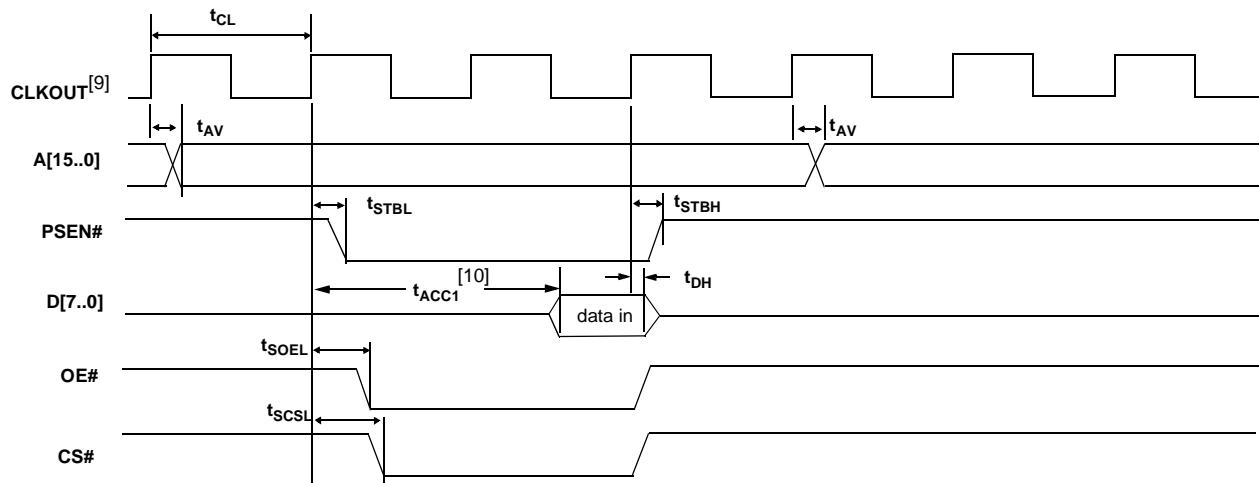 tCL
CLKOUT[9]
tAV
tAV
A[15..0]
tSTBL
tSTBH
PSEN#
[10]
tDH
tACC1
D[7..0]
data in
tSOEL
OE#
tSCSL
CS#